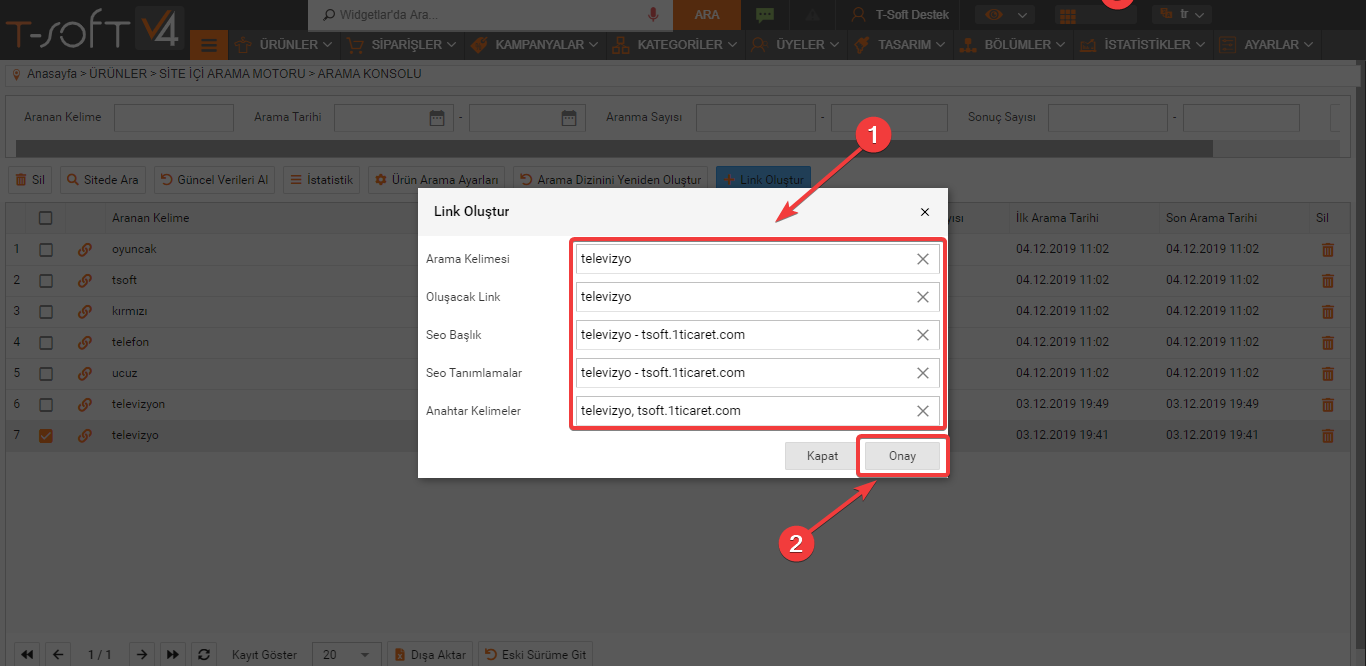 T-SOFT V4
Widgetlar'da Ara...
ARA
T-Soft Destek
tr
ÜRÜNLER
SİPARİŞLER
KAMPANYALAR
KATEGORİLER
ÜYELER
TASARIM
BÖLÜMLER
İSTATİSTİKLER
AYARLAR
Anasayfa > ÜRÜNLER > SİTE İÇİ ARAMA MOTORU > ARAMA KONSOLU
Aranan Kelime
Arama Tarihi
-
Aranma Sayısı
-
Sonuç Sayısı
-
1
Sil
Sitede Ara
Güncel Verileri Al
İstatistik
Ürün Arama Ayarları
Arama Dizinini Yeniden Oluştur
Link Oluştur
Aranan Kelime
İlk Arama Tarihi
Son Arama Tarihi
Sil
1 oyuncak 04.12.2019 11:02 04.12.2019 11:02
2 tsoft 04.12.2019 11:02 04.12.2019 11:02
3 kırmızı 04.12.2019 11:02 04.12.2019 11:02
4 telefon 04.12.2019 11:02 04.12.2019 11:02
5 ucuz 04.12.2019 11:02 04.12.2019 11:02
6 televizyon 03.12.2019 19:49 03.12.2019 19:49
7 televizyo 03.12.2019 19:41 03.12.2019 19:41
Link Oluştur
Arama Kelimesi televizyo
Oluşacak Link televizyo
Seo Başlık televizyo - tsoft.1ticaret.com
Seo Tanımlamalar televizyo - tsoft.1ticaret.com
Anahtar Kelimeler televizyo, tsoft.1ticaret.com
Kapat
Onay
2
1 / 1
Kayıt Göster
20
Dışa Aktar
Eski Sürüme Git